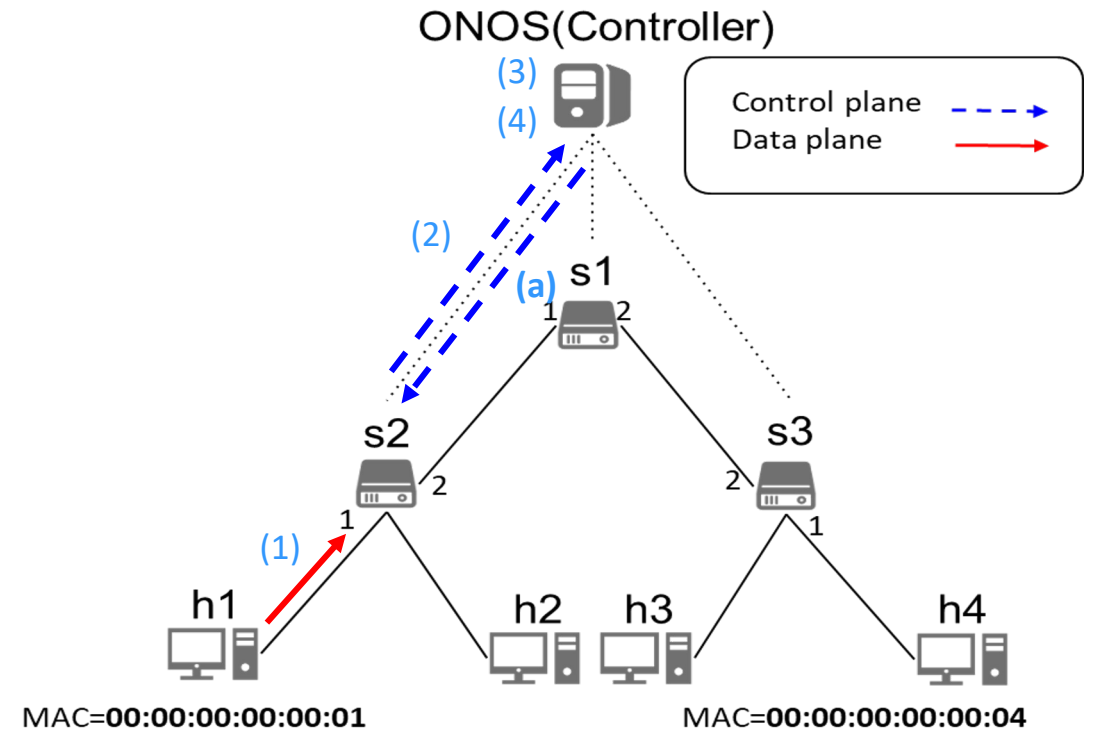 ONOS(Controller)
(3)
(4)
Control plane
Data plane
(2)
(a)
s1
1
2
s2
s3
2
2
1
1
(1)
h1
h2
h3
h4
MAC=00:00:00:00:00:01
MAC=00:00:00:00:00:04